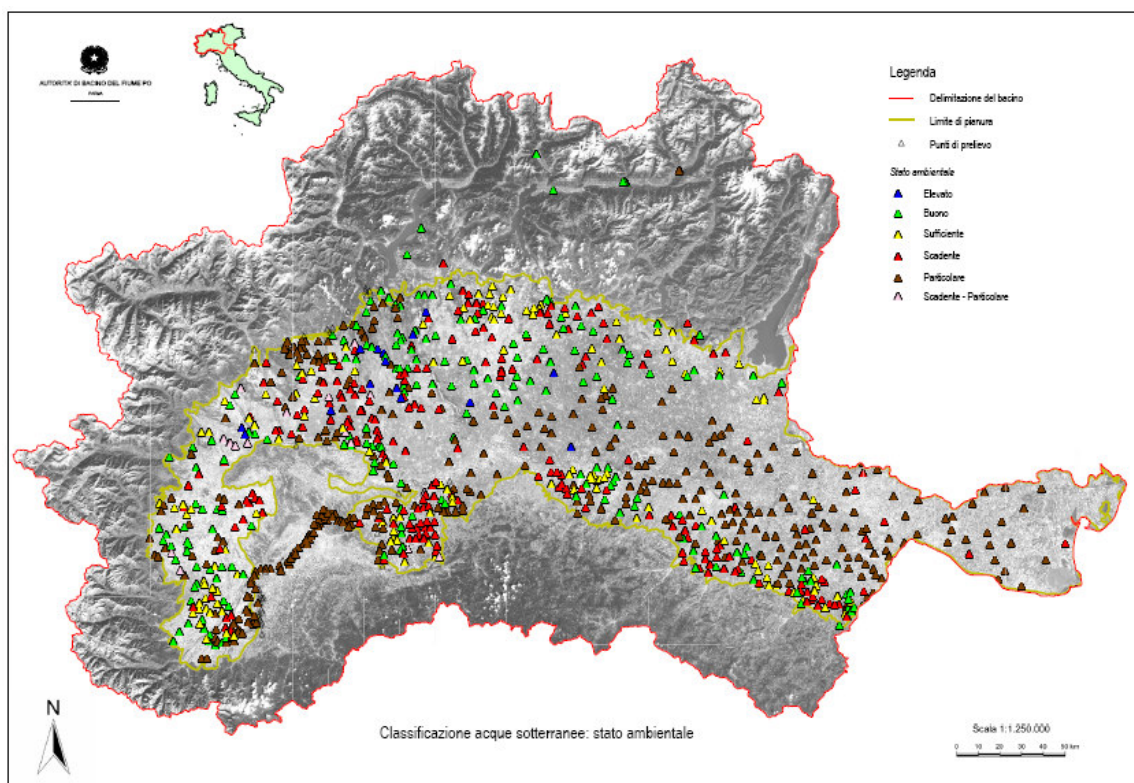 AUTORITA' DI BACINO DEL FIUME PO
PARMA
Legenda
Delimitazione del bacino
Limite di pianura
Punti di prelievo
Stato ambientale
Elevato
Buono
Sufficiente
Scadente
Particolare
Scadente - Particolare
N
Classificazione acque sotterranee: stato ambientale
Scala 1:1.250.000
0 10 20 30 40 50 km